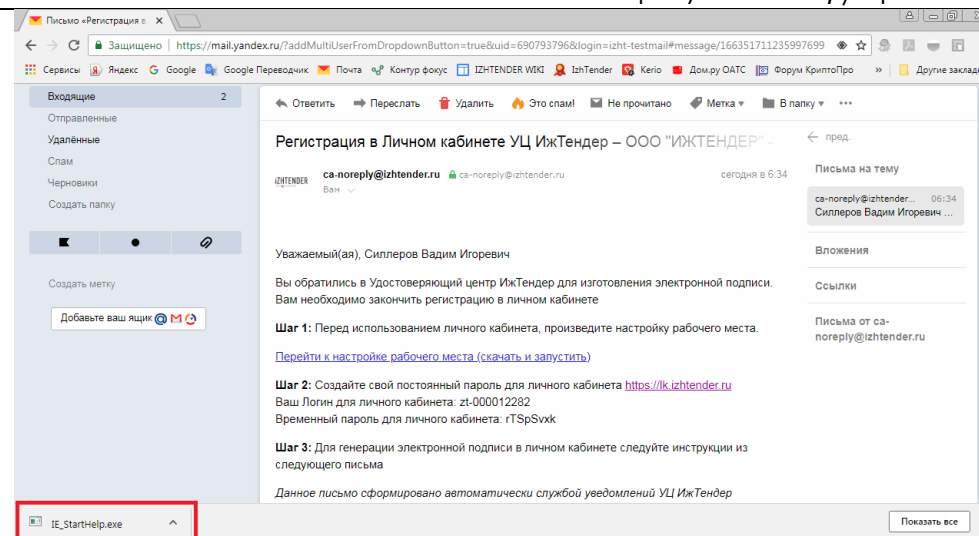 Письмо «Регистрация в
Защищено | https://mail.yandex.ru/?addMultiUserFromDropdownButton=true&uid=690793796&login=izht-testmail#message/166351711235997699
Сервисы Яндекс Google Google Переводчик Почта Контур фокус IZHTENDER WIKI IzhTender Kerio Дом.ру ОАТС Форум КриптоПро » Другие заклад
Входящие 2
Отправленные
Удалённые
Спам
Черновики
Создать папку
Создать метку
Добавьте ваш ящик
Ответить Переслать Удалить Это спам! Не прочитано Метка В папку ...
Регистрация в Личном кабинете УЦ ИжТендер – ООО "ИЖТЕНДЕР" -
IZHTENDER ca-noreply@izhtender.ru ca-noreply@izhtender.ru сегодня в 6:34
Вам
Уважаемый(ая), Силлеров Вадим Игоревич
Вы обратились в Удостоверяющий центр ИжТендер для изготовления электронной подписи.
Вам необходимо закончить регистрацию в личном кабинете
Шаг 1: Перед использованием личного кабинета, произведите настройку рабочего места.
Перейти к настройке рабочего места (скачать и запустить)
Шаг 2: Создайте свой постоянный пароль для личного кабинета https://lk.izhtender.ru
Ваш Логин для личного кабинета: zt-000012282
Временный пароль для личного кабинета: rTSpSvxk
Шаг 3: Для генерации электронной подписи в личном кабинете следуйте инструкции из
следующего письма
Данное письмо сформировано автоматически службой уведомлений УЦ ИжТендер
пред.
Письма на тему
ca-noreply@izhtender... 06:34
Силлеров Вадим Игоревич ...
Вложения
Ссылки
Письма от ca-
noreply@izhtender.ru
IE_StartHelp.exe
Показать все